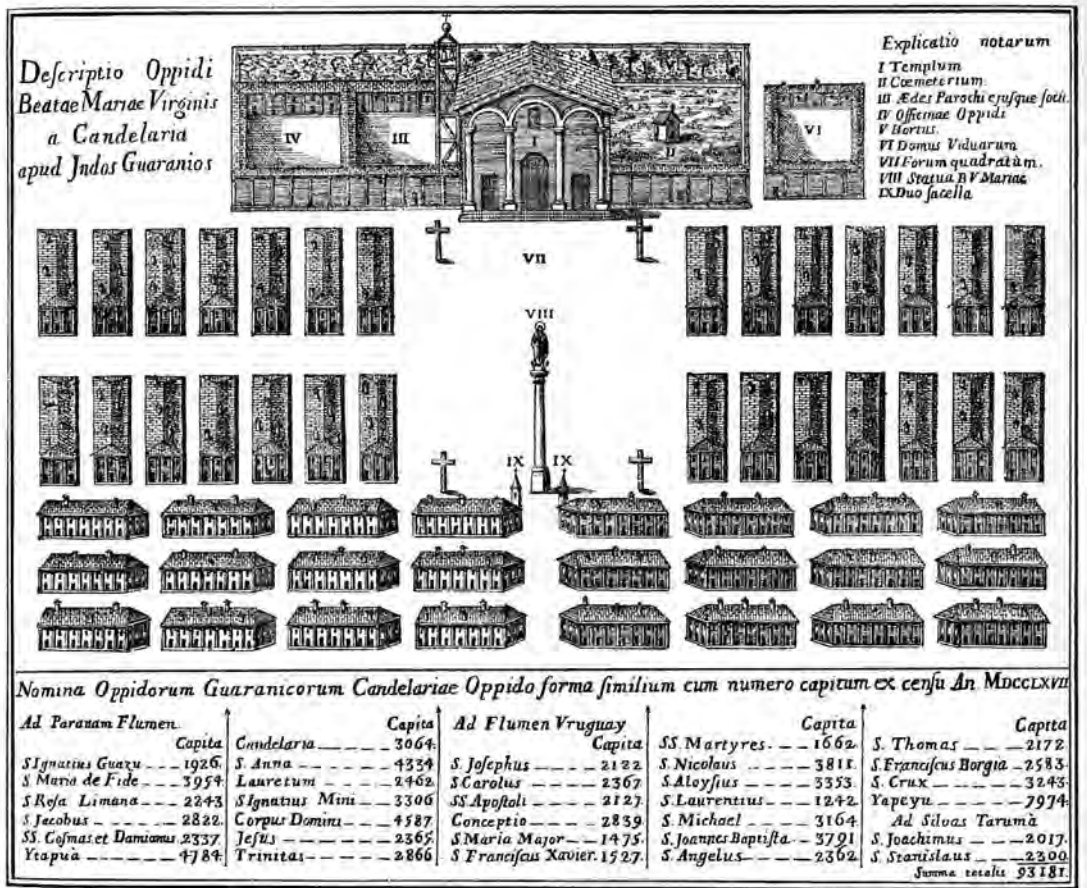 Deſcriptio Oppidi
Beatae Mariae Virginis
a Candelaria
apud Jndos Guaranios
Explicatio notarum
I Templum
II Cœmeterium
III Ædes Parochi ejuſque ſocii.
IV Officinae Oppidi
V Hortus.
VI Domus Viduarum
VII Forum quadratùm.
VIII Statua B V Mariae
IX Duo ſacella
V
IV
III
I
II
VI
VII
VIII
IX IX
Nomina Oppidorum Guaranicorum Candelariae Oppido forma ſimilium cum numero capitum ex cenſu An MDCCLXVII
Ad Paranam Flumen
Capita
S Ignatius Guazu 1926.
S. Maria de Fide 3954.
S Roſa Limana 2243
S. Jacobus 2822.
SS. Coſmas et Damianus 2337.
Ytapuà 4784.
Capita
Candelaria 3064.
S. Anna 4334
Lauretum 2462
S Ignatius Mini 3306
Corpus Domini 4587.
Jeſus 2365.
Trinitas 2866
Ad Flumen Vruguay
Capita
S. Joſephus 2122
S Carolus 2367.
SS Apoſtoli 2127.
Conceptio 2839
S Maria Major 1475.
S Franciſcus Xavier. 1527.
Capita
SS. Martyres. 1662.
S. Nicolaus 3811.
S Aloyſius 3353.
S. Laurentius 1242
S. Michael 3164
S. Joannes Baptiſta 3791
S. Angelus 2362
Capita
S. Thomas 2172
S. Franciſcus Borgia 2583.
S. Crux 3243.
Yapeyu 7974.
Ad Silvas Tarumà
S. Joachimus 2017.
S. Stanislaus 2300
Summa totalis 93181.